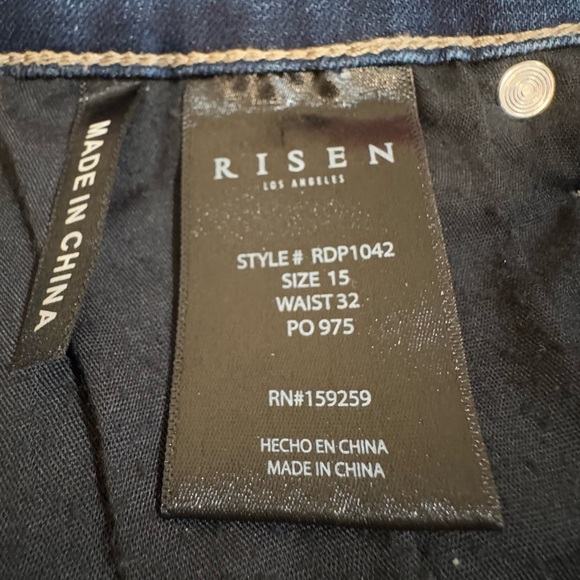 MADE IN CHINA
RISEN
LOS ANGELES
STYLE# RDP1042
SIZE 15
WAIST 32
PO 975
RN#159259
HECHO EN CHINA
MADE IN CHINA